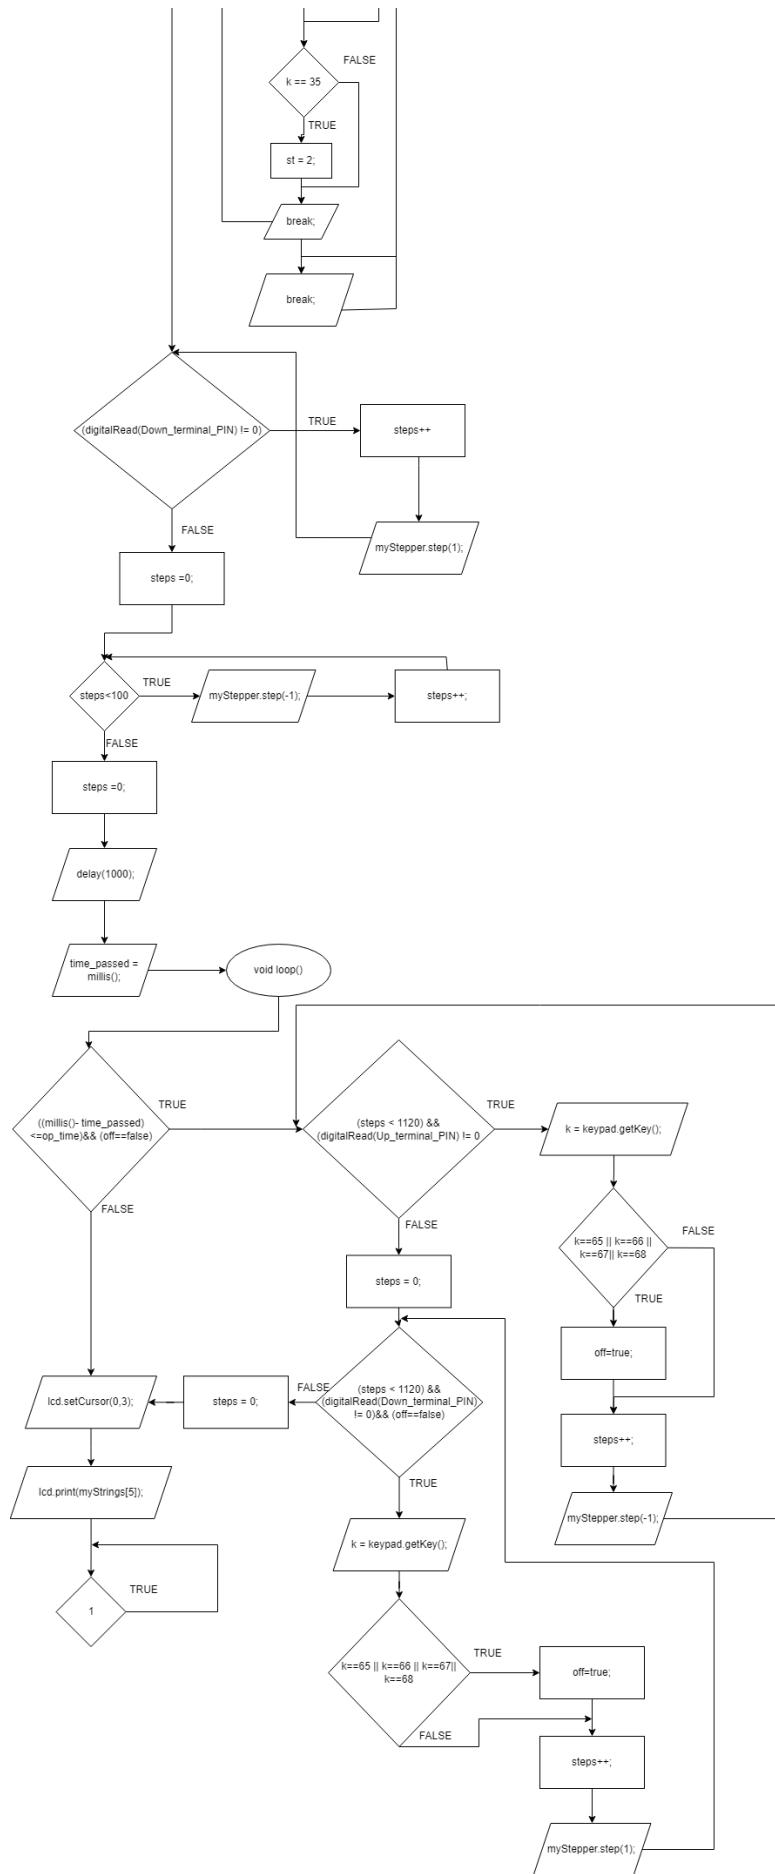 FALSE
k == 35
TRUE
st = 2;
break;
break;
(digitalRead(Down_terminal_PIN) != 0)
TRUE
steps++
FALSE
myStepper.step(1);
steps =0;
steps<100
TRUE
myStepper.step(-1);
steps++;
FALSE
steps =0;
delay(1000);
time_passed =
millis();
void loop()
((millis()- time_passed)
<=op_time)&& (off==false)
TRUE
(steps < 1120) &&
(digitalRead(Up_terminal_PIN) != 0
TRUE
k = keypad.getKey();
FALSE
FALSE
k==65 || k==66 ||
k==67|| k==68
FALSE
TRUE
steps = 0;
off=true;
lcd.setCursor(0,3);
steps = 0;
FALSE
(steps < 1120) &&
(digitalRead(Down_terminal_PIN)
!= 0)&& (off==false)
steps++;
TRUE
lcd.print(myStrings[5]);
myStepper.step(-1);
k = keypad.getKey();
1
TRUE
k==65 || k==66 || k==67||
k==68
TRUE
off=true;
FALSE
steps++;
myStepper.step(1);